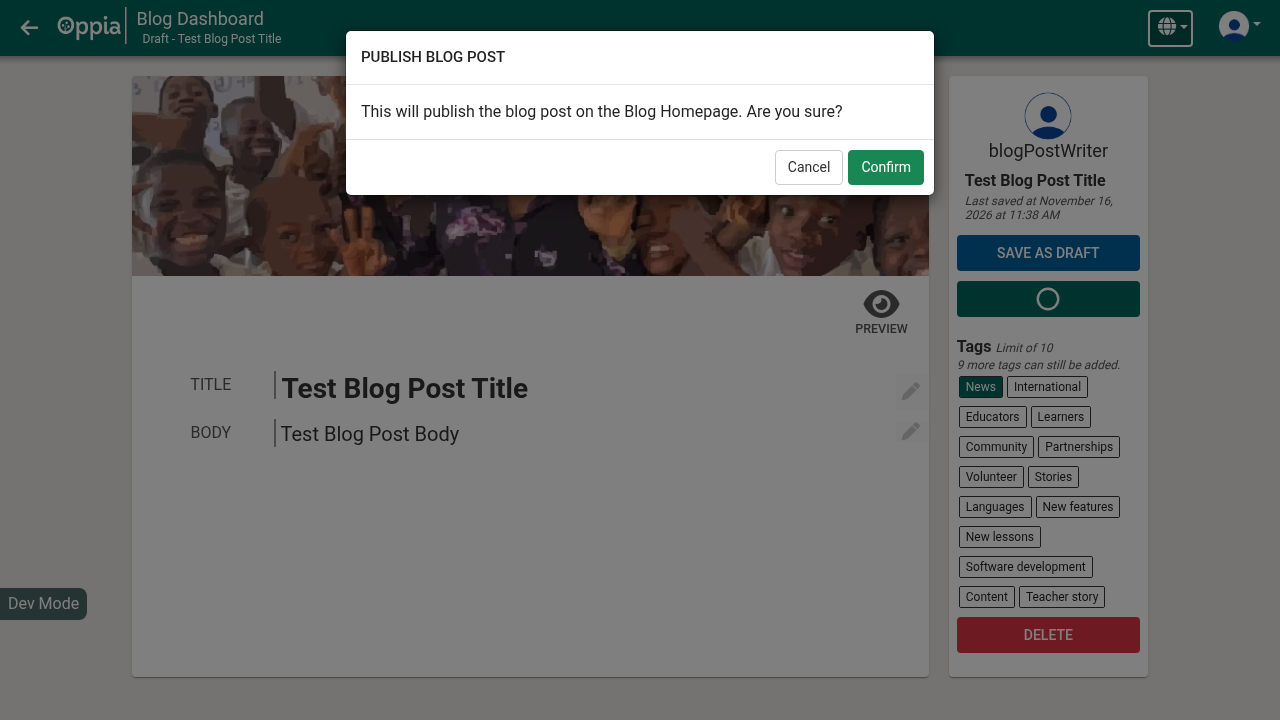 Oppia
Blog Dashboard
Draft - Test Blog Post Title
PUBLISH BLOG POST
This will publish the blog post on the Blog Homepage. Are you sure?
Cancel
Confirm
PREVIEW
TITLE
Test Blog Post Title
BODY
Test Blog Post Body
blogPostWriter
Test Blog Post Title
Last saved at November 16,
2026 at 11:38 AM
SAVE AS DRAFT
Tags Limit of 10
9 more tags can still be added.
News International
Educators Learners
Community Partnerships
Volunteer Stories
Languages New features
New lessons
Software development
Content Teacher story
DELETE
Dev Mode